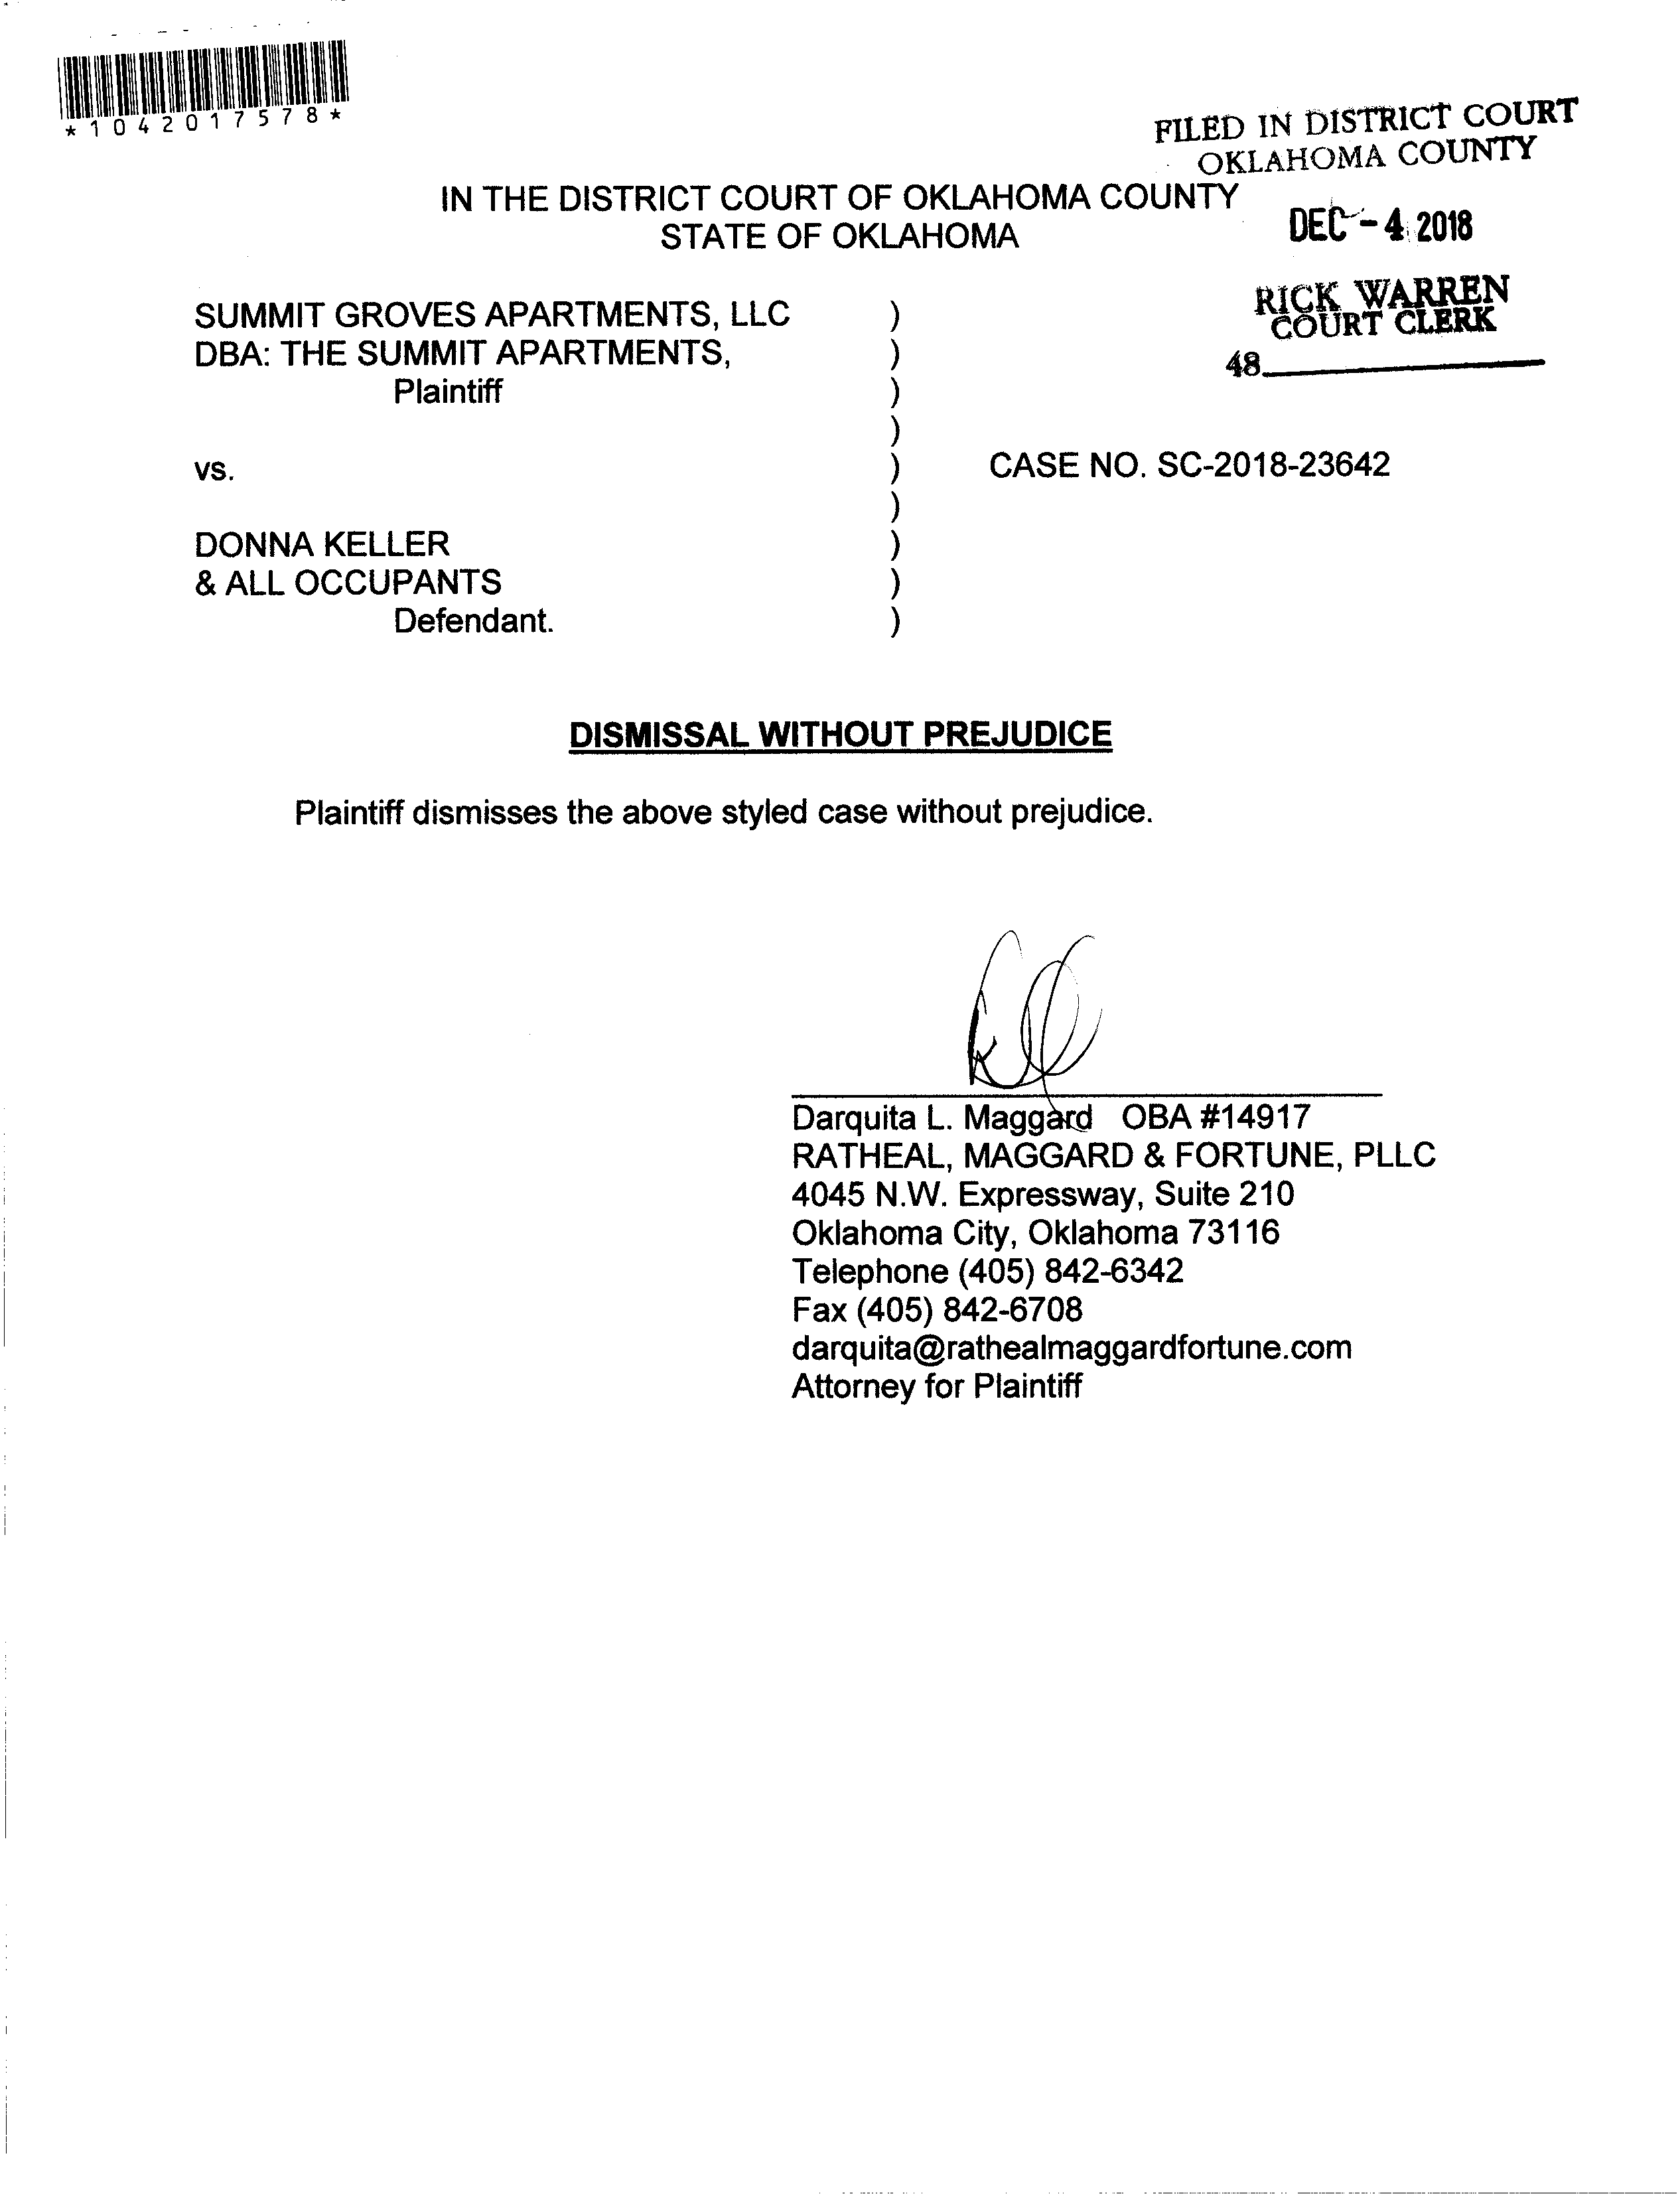 *1042017578*
FILED IN DISTRICT COURT
OKLAHOMA COUNTY
IN THE DISTRICT COURT OF OKLAHOMA COUNTY
STATE OF OKLAHOMA
DEC - 4 2018
RICK WARREN
COURT CLERK
48
SUMMIT GROVES APARTMENTS, LLC )
DBA: THE SUMMIT APARTMENTS, )
Plaintiff )
)
vs. ) CASE NO. SC-2018-23642
)
DONNA KELLER )
& ALL OCCUPANTS )
Defendant. )
DISMISSAL WITHOUT PREJUDICE
Plaintiff dismisses the above styled case without prejudice.
Darquita L. Maggard OBA #14917
RATHEAL, MAGGARD & FORTUNE, PLLC
4045 N.W. Expressway, Suite 210
Oklahoma City, Oklahoma 73116
Telephone (405) 842-6342
Fax (405) 842-6708
darquita@rathealmaggardfortune.com
Attorney for Plaintiff